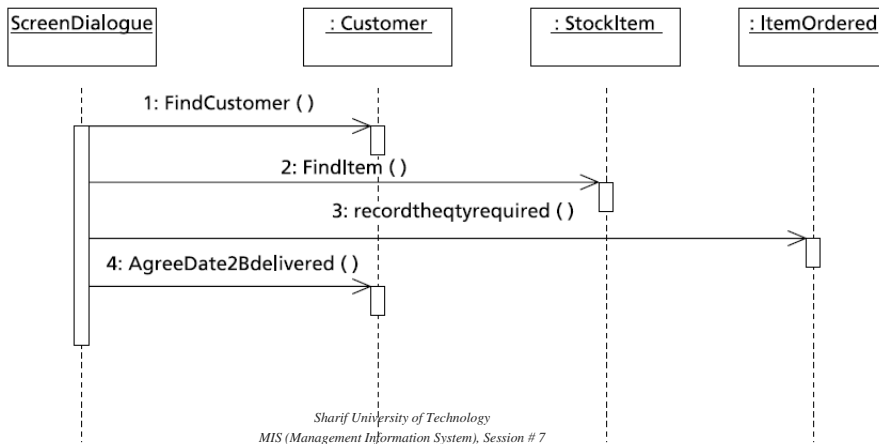 ScreenDialogue
: Customer
: StockItem
: ItemOrdered
1: FindCustomer ( )
2: FindItem ( )
3: recordtheqtyrequired ( )
4: AgreeDate2Bdelivered ( )
Sharif University of Technology
MIS (Management Information System), Session # 7